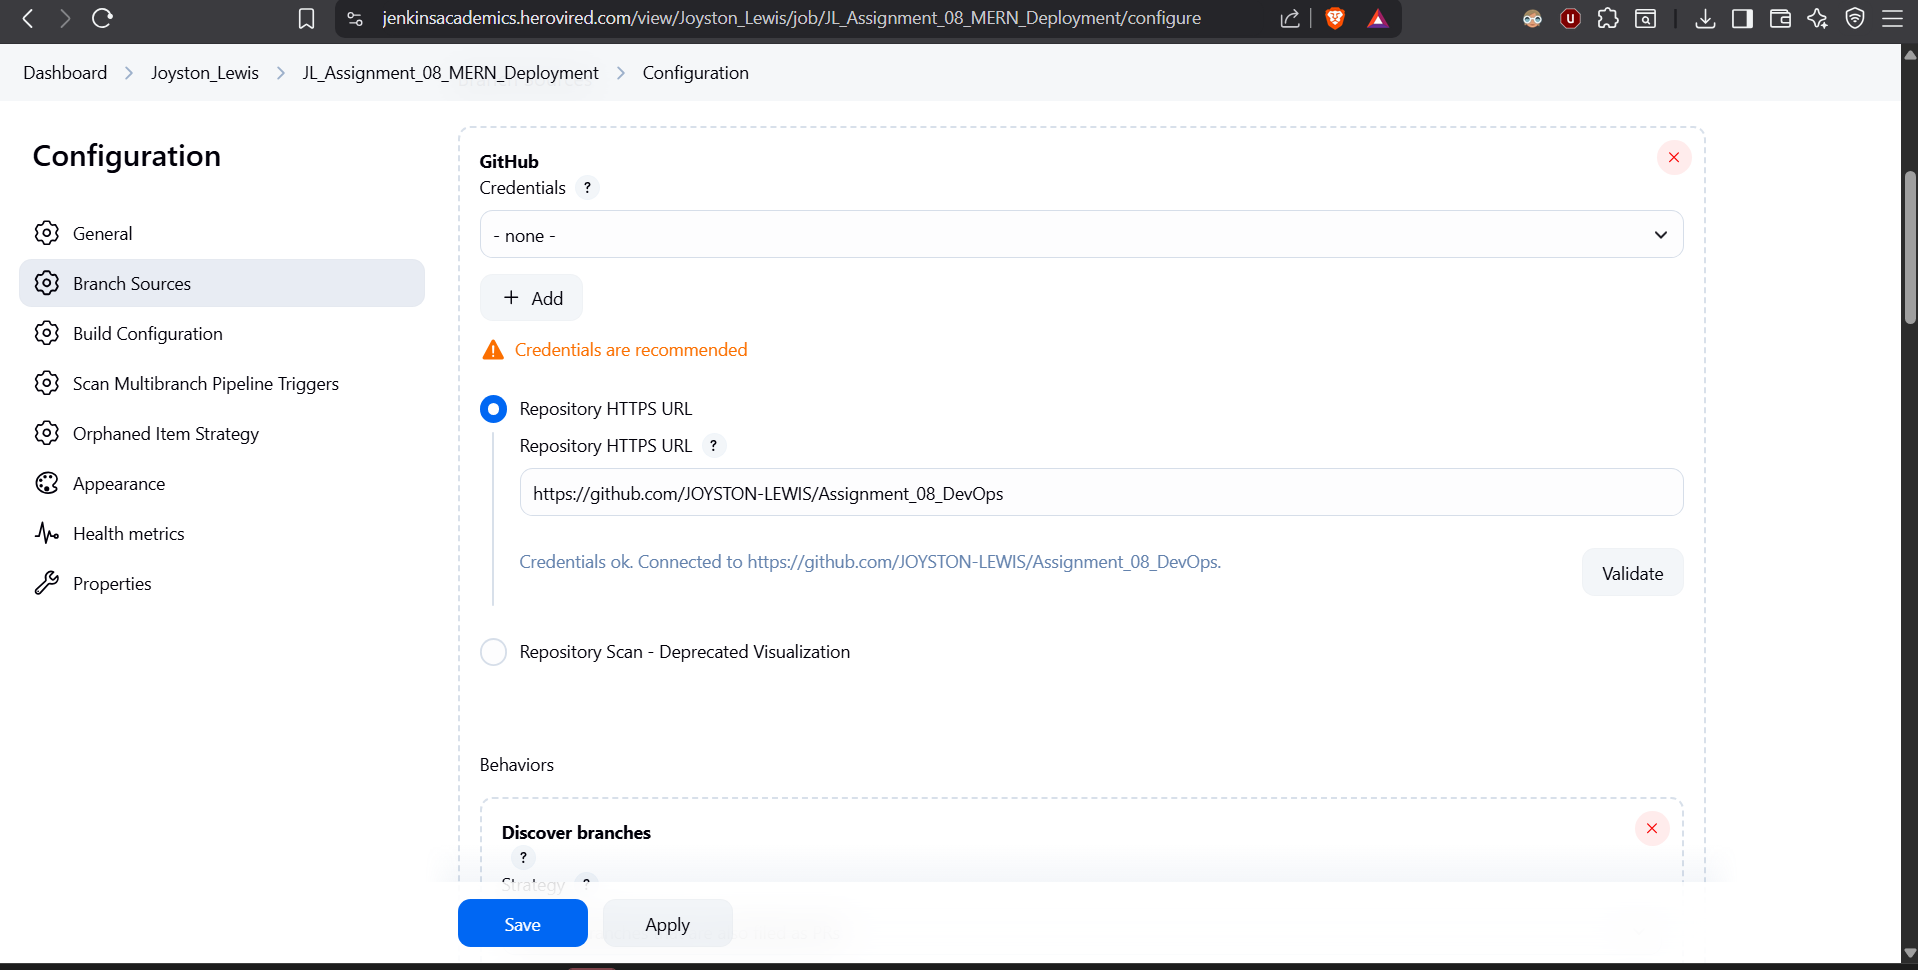 jenkinsacademics.herovired.com/view/Joyston_Lewis/job/JL_Assignment_08_MERN_Deployment/configure
Dashboard > Joyston_Lewis > JL_Assignment_08_MERN_Deployment > Configuration
Configuration
General
Branch Sources
Build Configuration
Scan Multibranch Pipeline Triggers
Orphaned Item Strategy
Appearance
Health metrics
Properties
GitHub
Credentials ?
- none -
+ Add
Credentials are recommended
Repository HTTPS URL
Repository HTTPS URL ?
https://github.com/JOYSTON-LEWIS/Assignment_08_DevOps
Credentials ok. Connected to https://github.com/JOYSTON-LEWIS/Assignment_08_DevOps.
Validate
Repository Scan - Deprecated Visualization
Behaviors
Discover branches
?
Strategy ?
Save
Apply